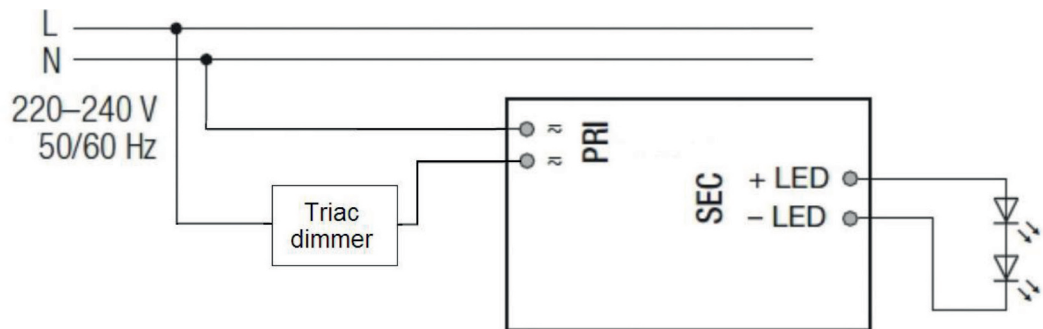 L
N
220–240 V
50/60 Hz
Triac
dimmer
≂
≂
PRI
SEC
+ LED
– LED